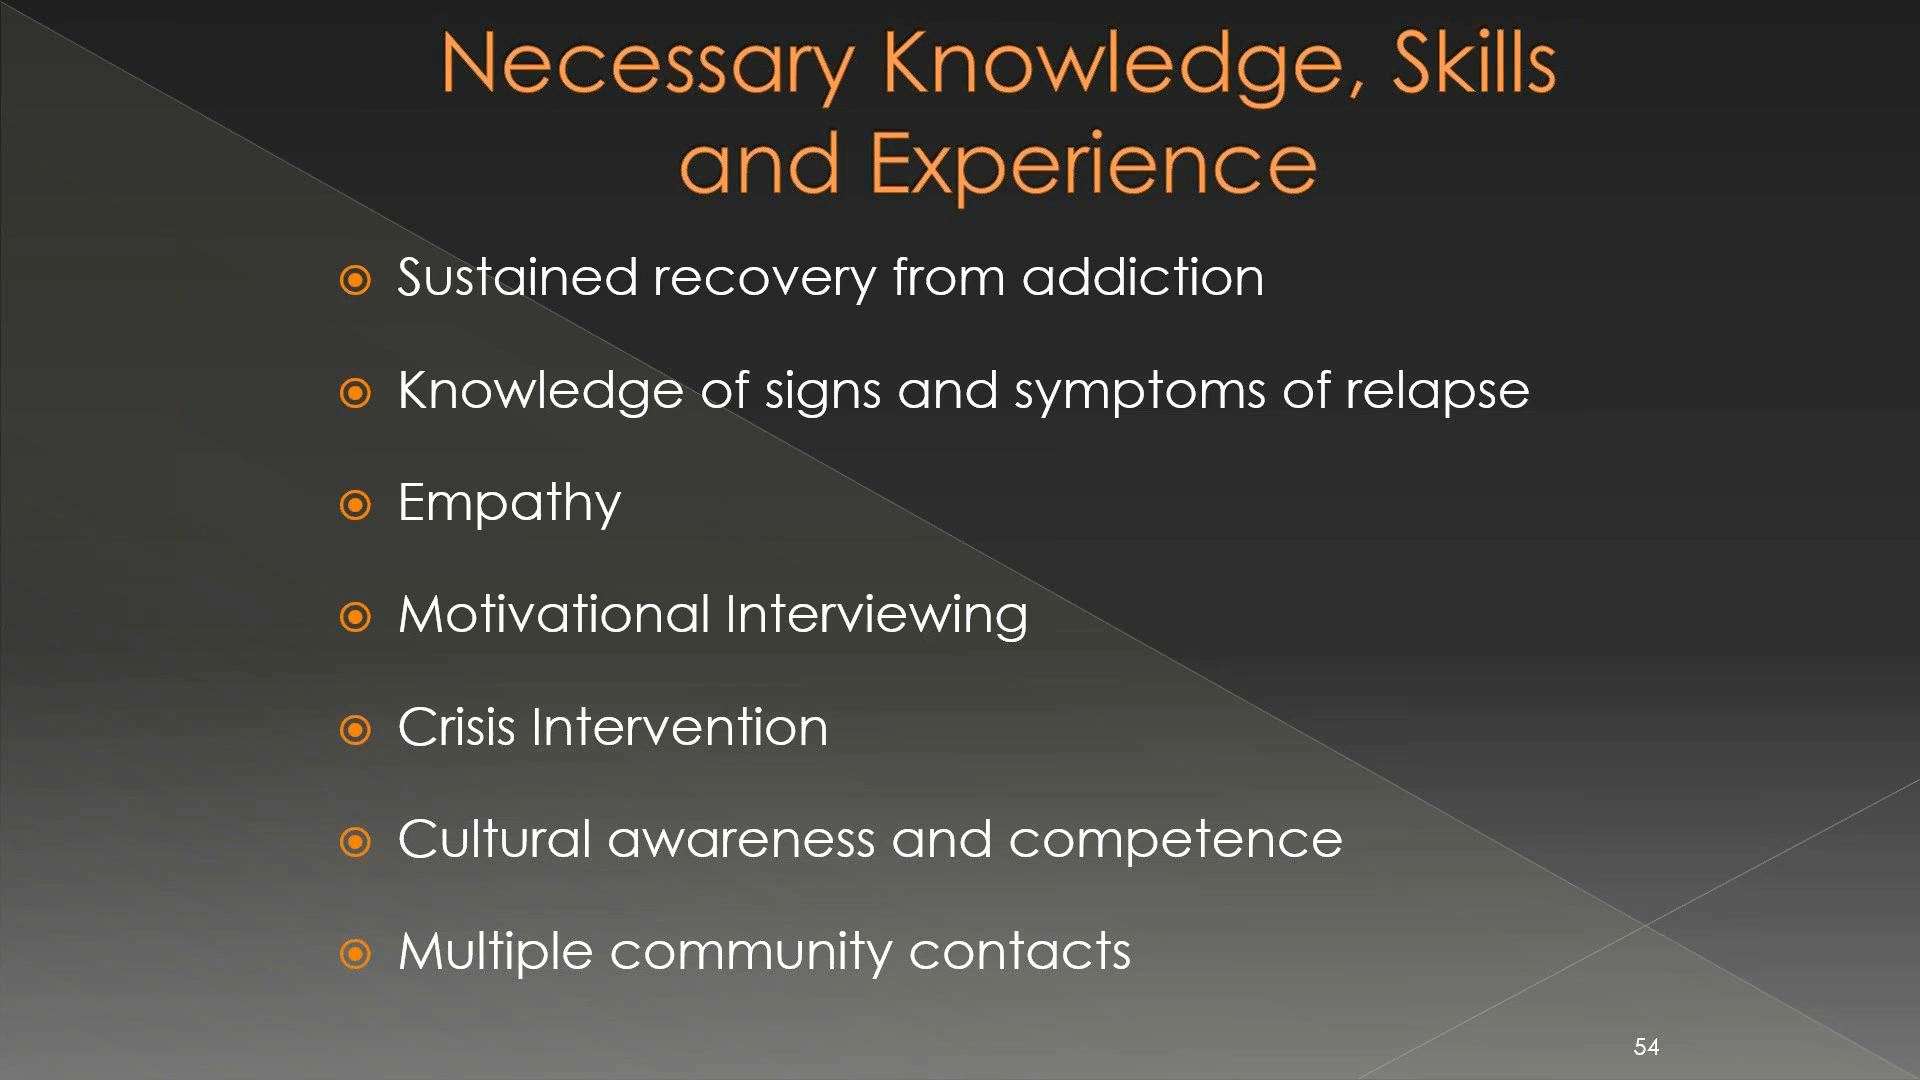 Necessary Knowledge, Skills
and Experience
Sustained recovery from addiction
Knowledge of signs and symptoms of relapse
Empathy
Motivational Interviewing
Crisis Intervention
Cultural awareness and competence
Multiple community contacts
54